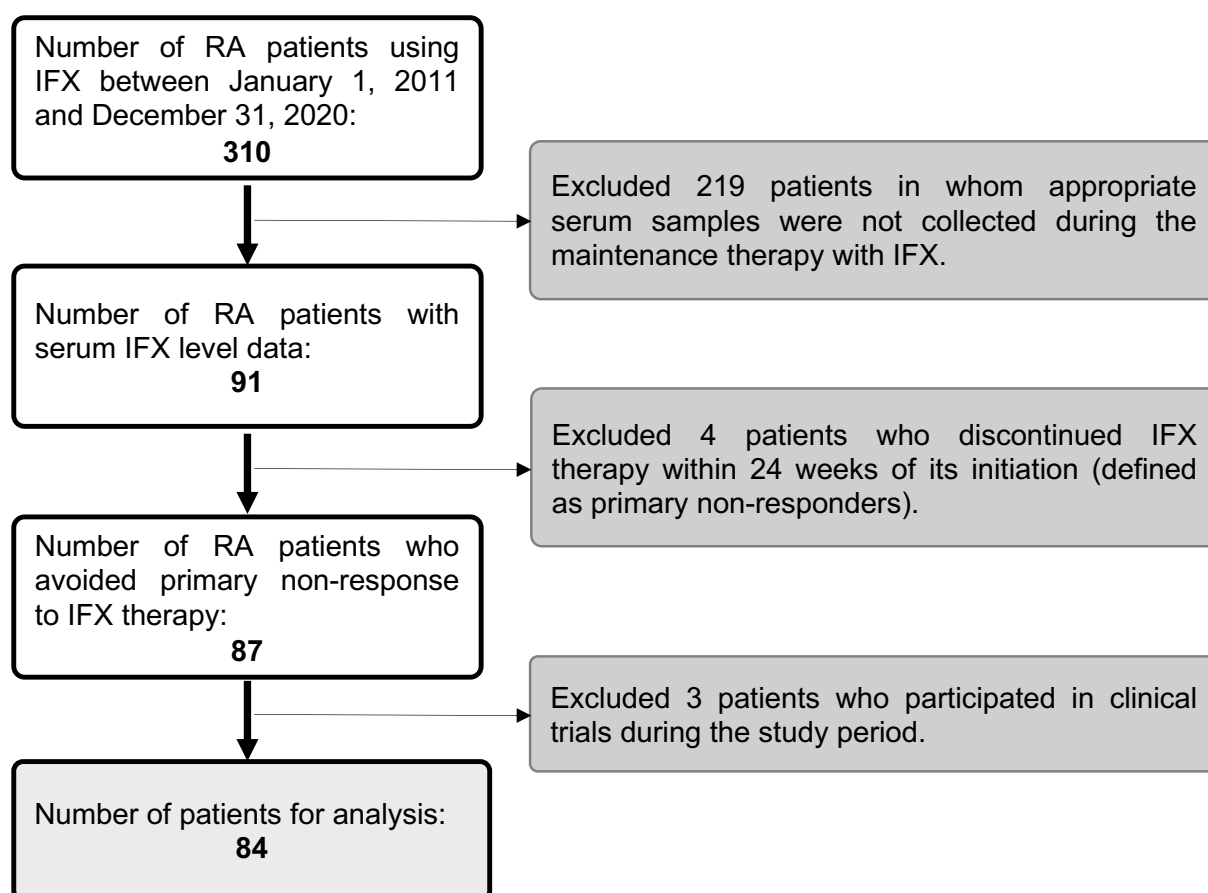 Number of RA patients using
IFX between January 1, 2011
and December 31, 2020:
310
Excluded 219 patients in whom appropriate
serum samples were not collected during the
maintenance therapy with IFX.
Number of RA patients with
serum IFX level data:
91
Excluded 4 patients who discontinued IFX
therapy within 24 weeks of its initiation (defined
as primary non-responders).
Number of RA patients who
avoided primary non-response
to IFX therapy:
87
Excluded 3 patients who participated in clinical
trials during the study period.
Number of patients for analysis:
84